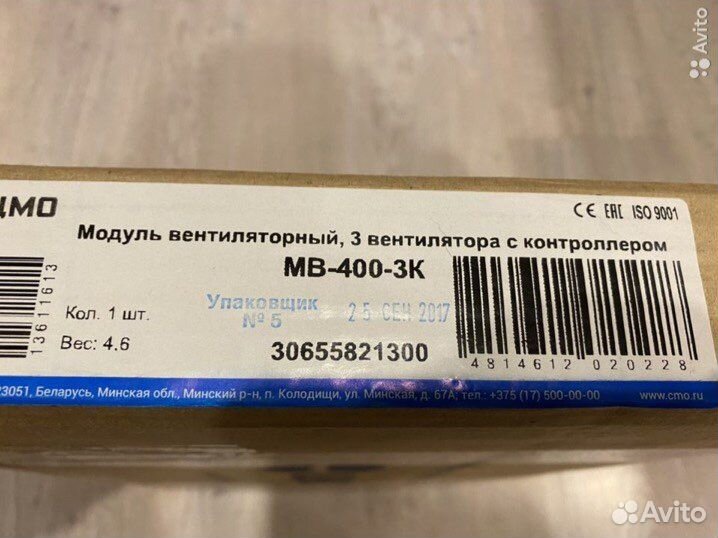 Avito
ЦМО
CE EAC ISO 9001
Модуль вентиляторный, 3 вентилятора с контроллером
МВ-400-3К
13611613
Кол. 1 шт.
Вес: 4.6
Упаковщик
№ 5
25 СЕН 2017
30655821300
4814612 020228
23051, Беларусь, Минская обл., Минский р-н, п. Колодищи, ул. Минская, д. 67А; тел.: +375 (17) 500-00-00
www.cmo.ru
Avito